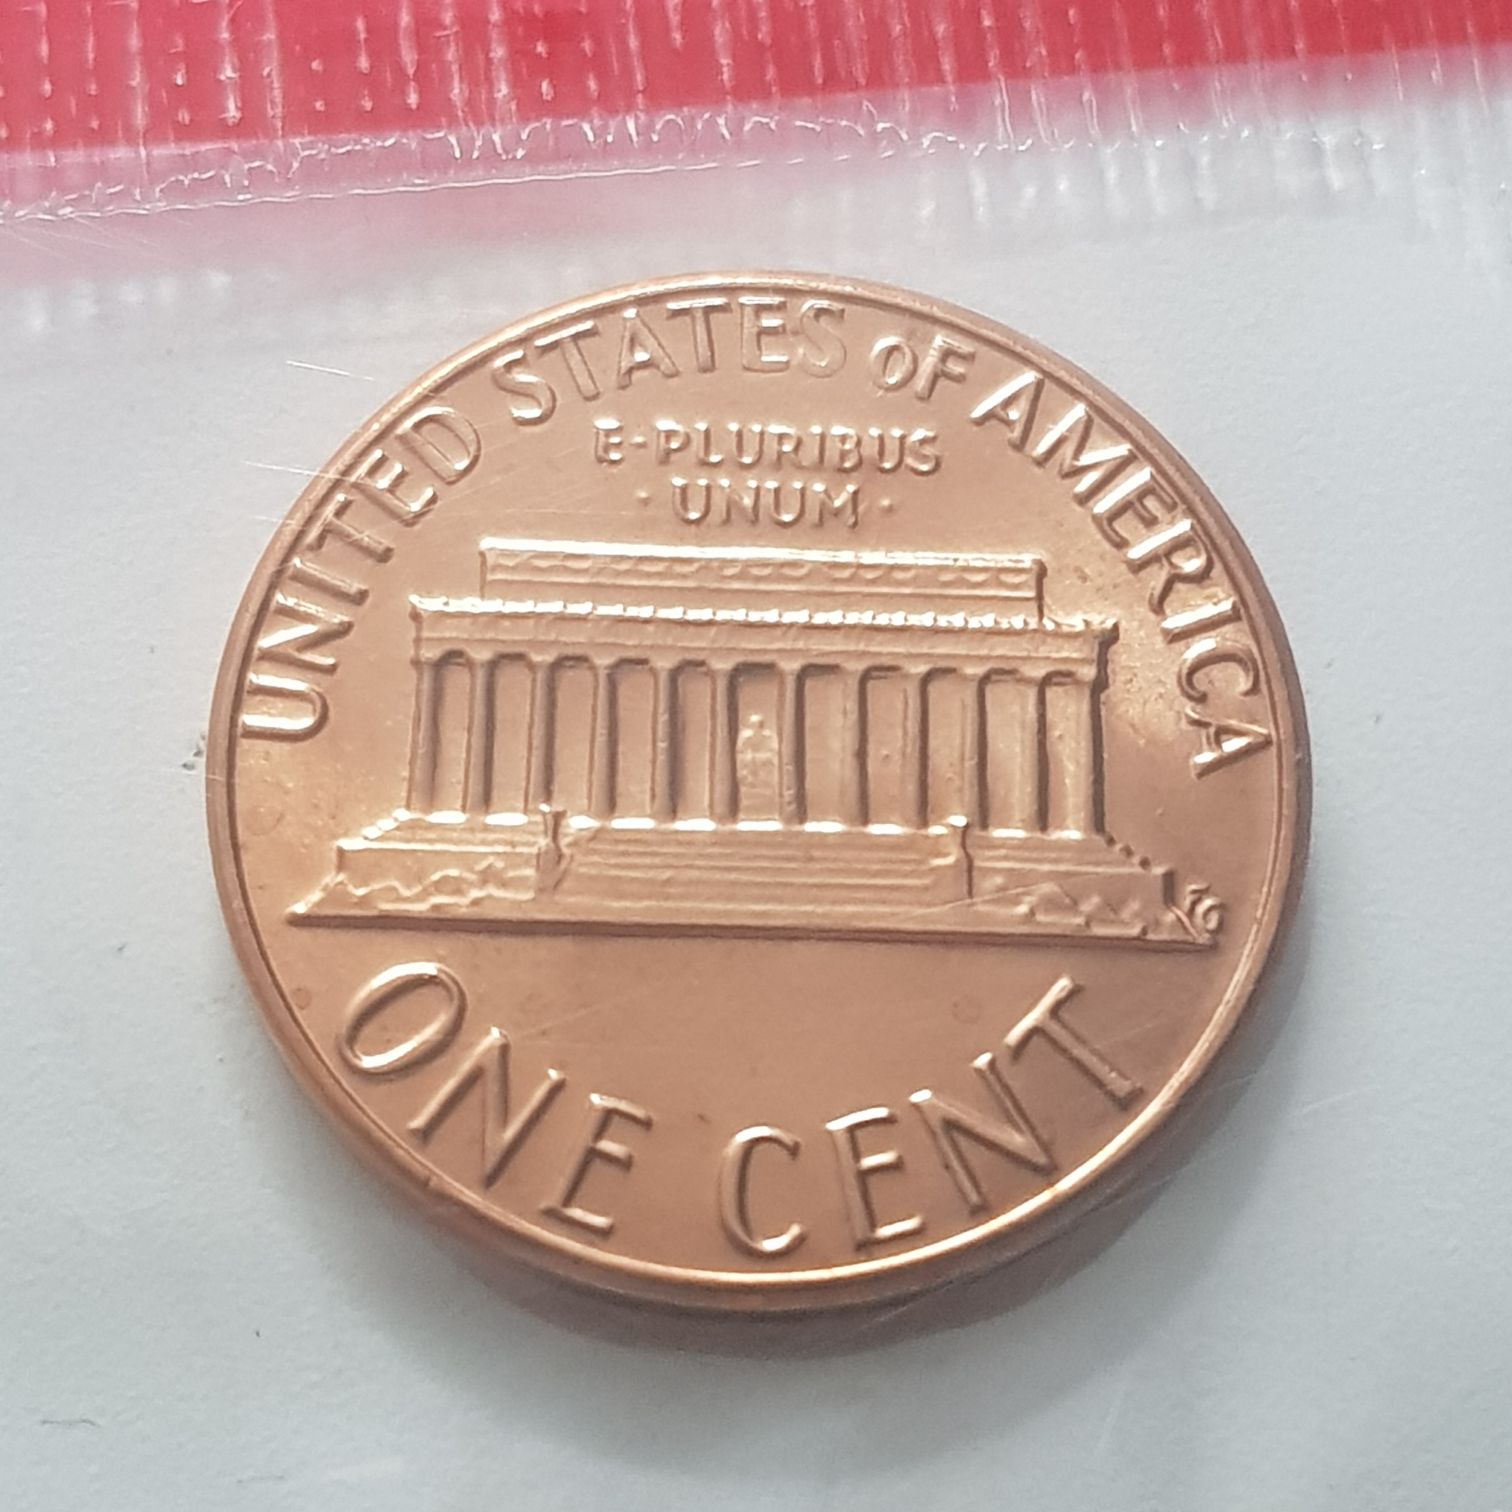 UNITED STATES OF AMERICA
E·PLURIBUS
·UNUM·
FG
ONE CENT